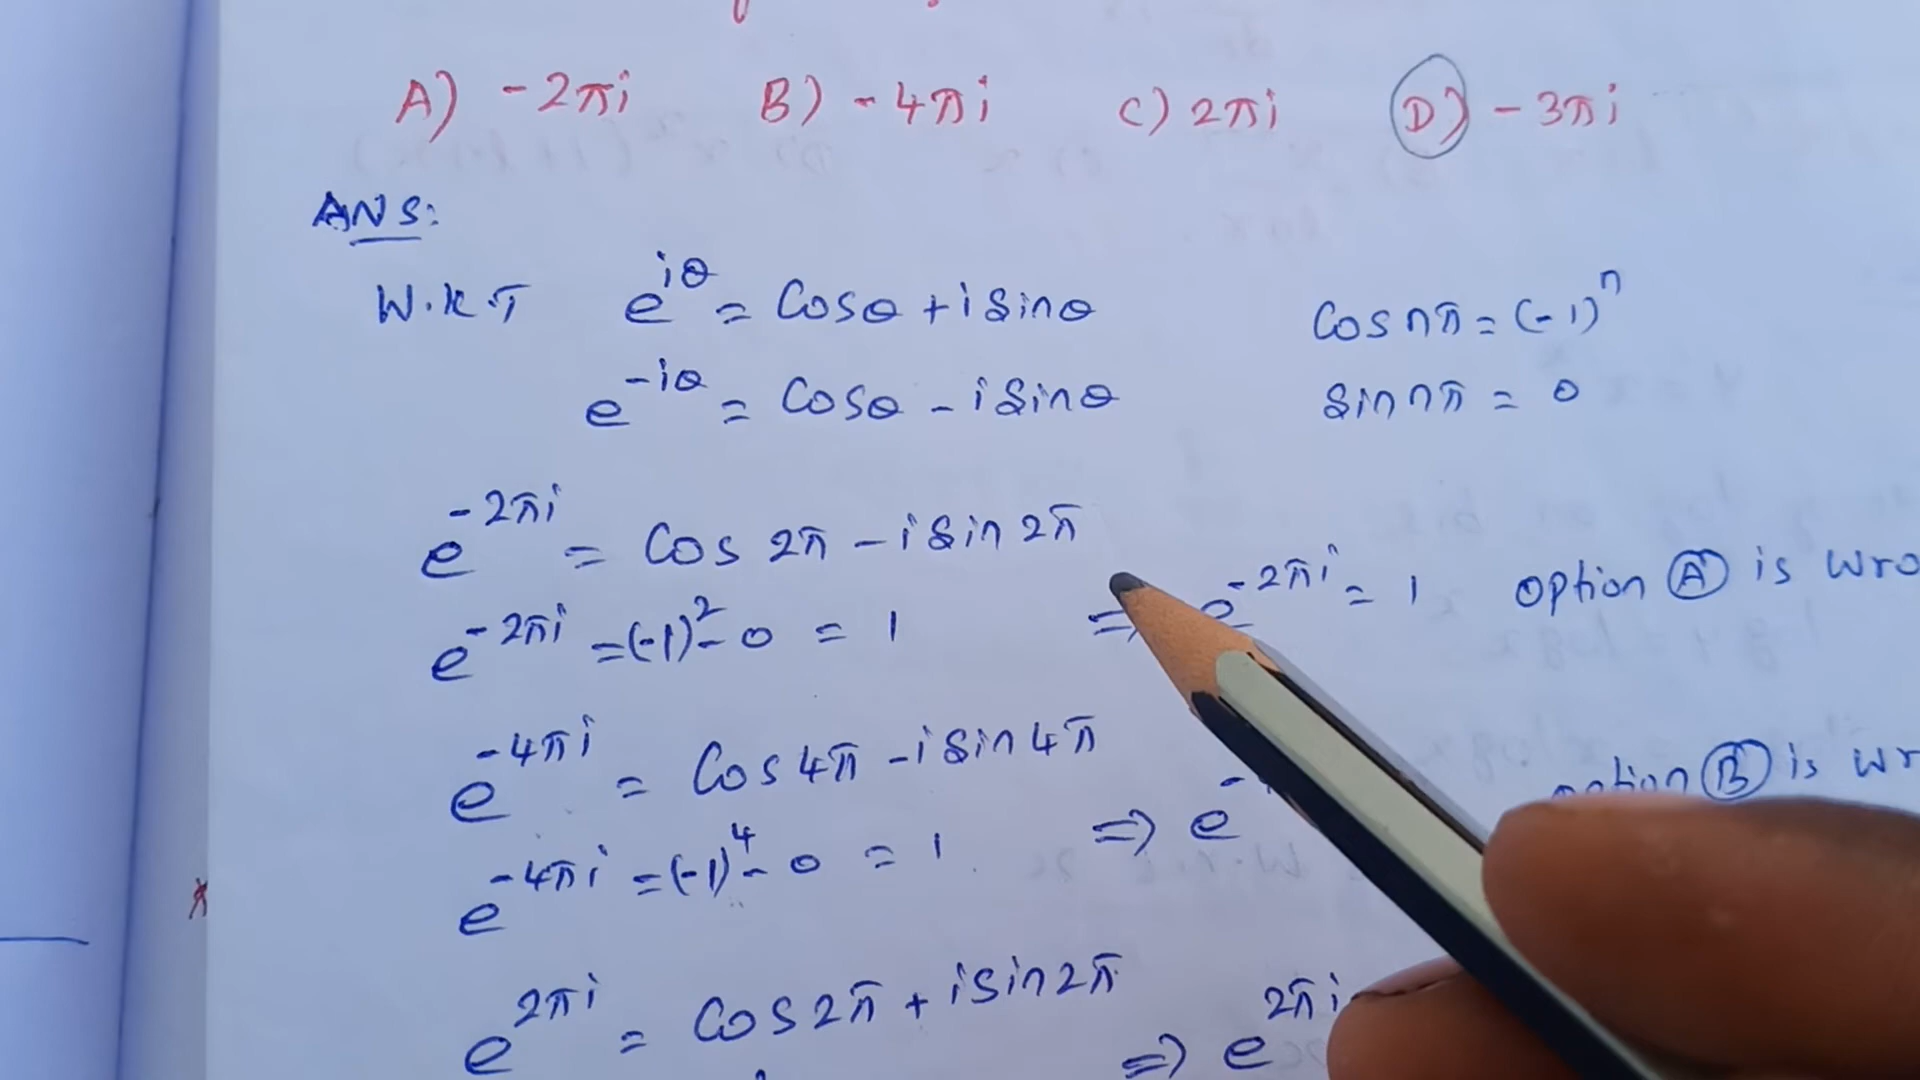 A) -2πi B) -4πi C) 2πi D) -3πi
ANS:
W.K.T e^{iθ} = Cosθ + i Sinθ Cos nπ = (-1)^n
e^{-iθ} = Cosθ - i Sinθ Sin nπ = 0
e^{-2πi} = Cos 2π - i Sin 2π
e^{-2πi} = (-1)^2 - 0 = 1 ⇒ e^{-2πi} = 1 option Ⓐ is
e^{-4πi} = Cos 4π - i Sin 4π
option Ⓑ is
e^{-4πi} = (-1)^4 - 0 = 1 ⇒ e
e^{2πi} = Cos 2π + i Sin 2π ⇒ e^{2πi}